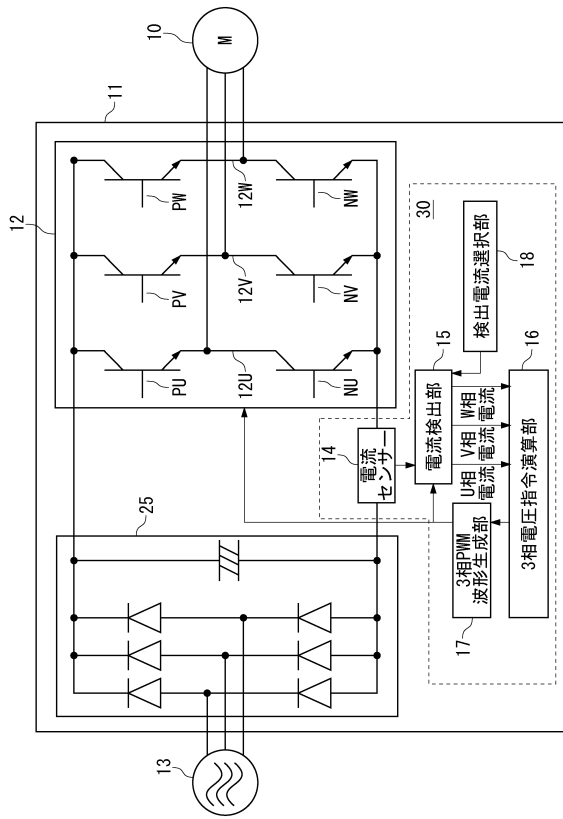 10
M
11
12
PW
12W
NW
PV
12V
NV
PU
12U
NU
30
検出電流選択部
18
15
電流検出部
16
W相
電流
V相
電流
U相
電流
3相電圧指令演算部
14
電流
センサー
3相PWM
波形生成部
17
25
13